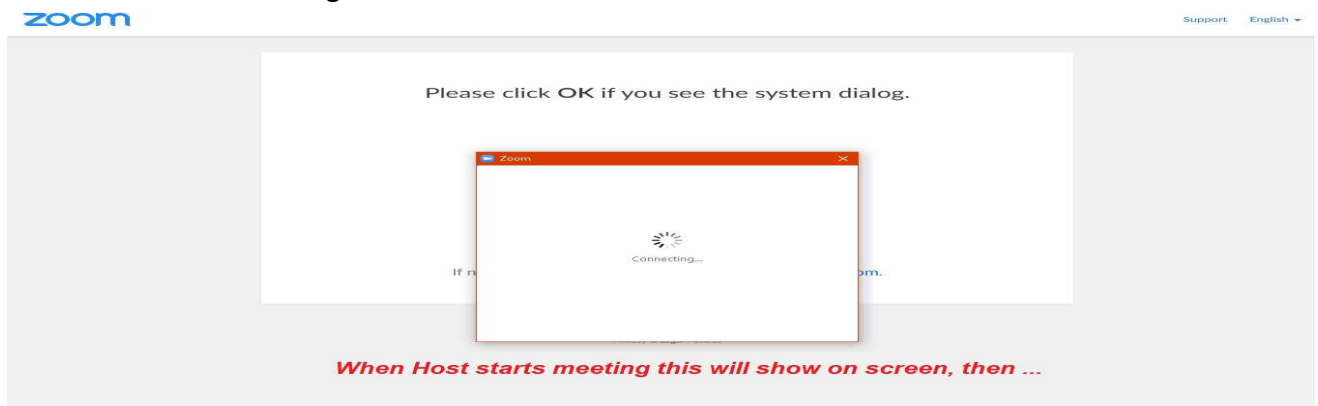 zoom
Support English
Please click OK if you see the system dialog.
Zoom
Connecting...
If
When Host starts meeting this will show on screen, then ...